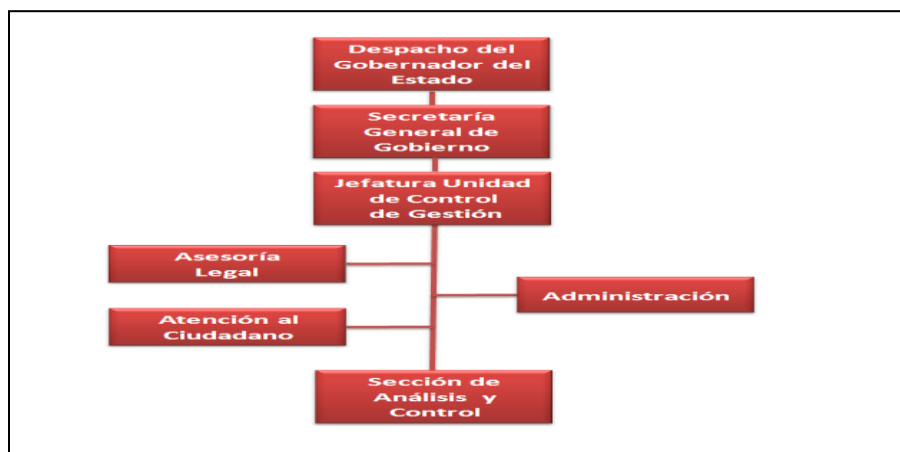 Despacho del
Gobernador del
Estado
Secretaría
General de
Gobierno
Jefatura Unidad
de Control
de Gestión
Asesoría
Legal
Administración
Atención al
Ciudadano
Sección de
Análisis y
Control